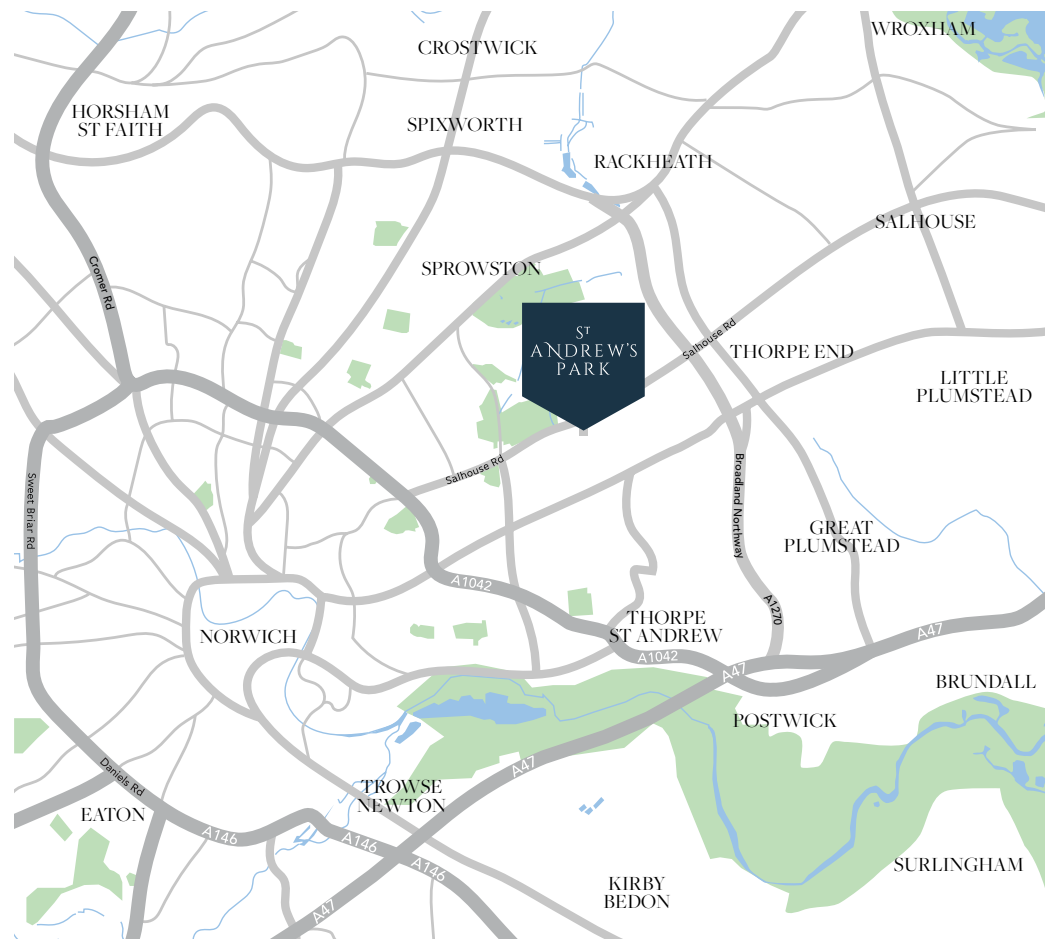 WROXHAM
CROSTWICK
HORSHAM
ST FAITH
SPIXWORTH
RACKHEATH
SALHOUSE
Cromer Rd
SPROWSTON
ST
ANDREW'S
PARK
Salhouse Rd
THORPE END
LITTLE
PLUMSTEAD
Salhouse Rd
Sweet Briar Rd
Broadland Northway
GREAT
PLUMSTEAD
A1042
A1270
NORWICH
THORPE
ST ANDREW
A47
A1042
A47
BRUNDALL
POSTWICK
A47
Daniels Rd
TROWSE
NEWTON
EATON
A146
A146
A146
SURLINGHAM
KIRBY
BEDON
A47